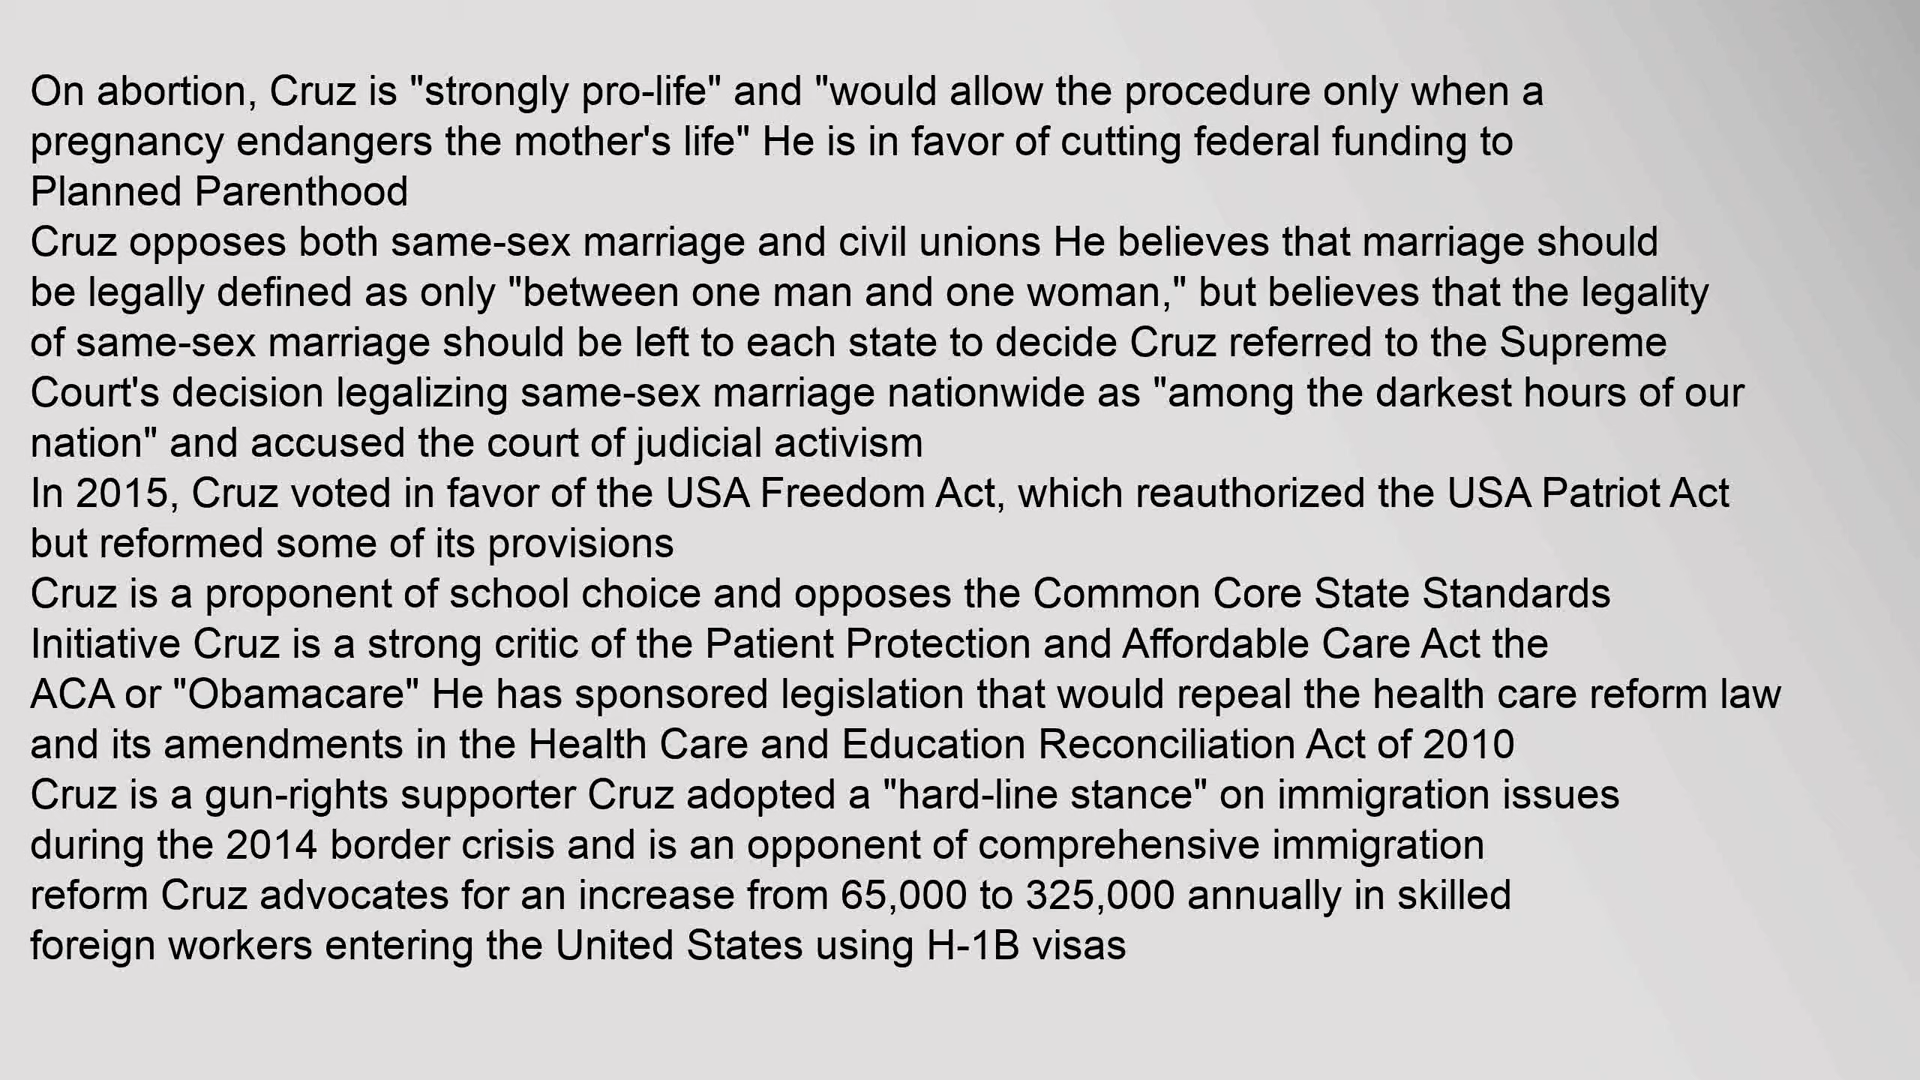 On abortion, Cruz is "strongly pro-life" and "would allow the procedure only when a
pregnancy endangers the mother's life" He is in favor of cutting federal funding to
Planned Parenthood
Cruz opposes both same-sex marriage and civil unions He believes that marriage should
be legally defined as only "between one man and one woman," but believes that the legality
of same-sex marriage should be left to each state to decide Cruz referred to the Supreme
Court's decision legalizing same-sex marriage nationwide as "among the darkest hours of our
nation" and accused the court of judicial activism
In 2015, Cruz voted in favor of the USA Freedom Act, which reauthorized the USA Patriot Act
but reformed some of its provisions
Cruz is a proponent of school choice and opposes the Common Core State Standards
Initiative Cruz is a strong critic of the Patient Protection and Affordable Care Act the
ACA or "Obamacare" He has sponsored legislation that would repeal the health care reform law
and its amendments in the Health Care and Education Reconciliation Act of 2010
Cruz is a gun-rights supporter Cruz adopted a "hard-line stance" on immigration issues
during the 2014 border crisis and is an opponent of comprehensive immigration
reform Cruz advocates for an increase from 65,000 to 325,000 annually in skilled
foreign workers entering the United States using H-1B visas